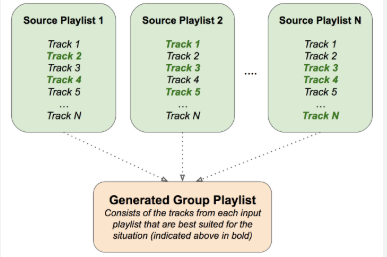 Source Playlist 1
Track 1
Track 2
Track 3
Track 4
Track 5
...
Track N
Source Playlist 2
Track 1
Track 2
Track 3
Track 4
Track 5
...
Track N
....
Source Playlist N
Track 1
Track 2
Track 3
Track 4
Track 5
...
Track N
Generated Group Playlist
Consists of the tracks from each input
playlist that are best suited for the
situation (indicated above in bold)